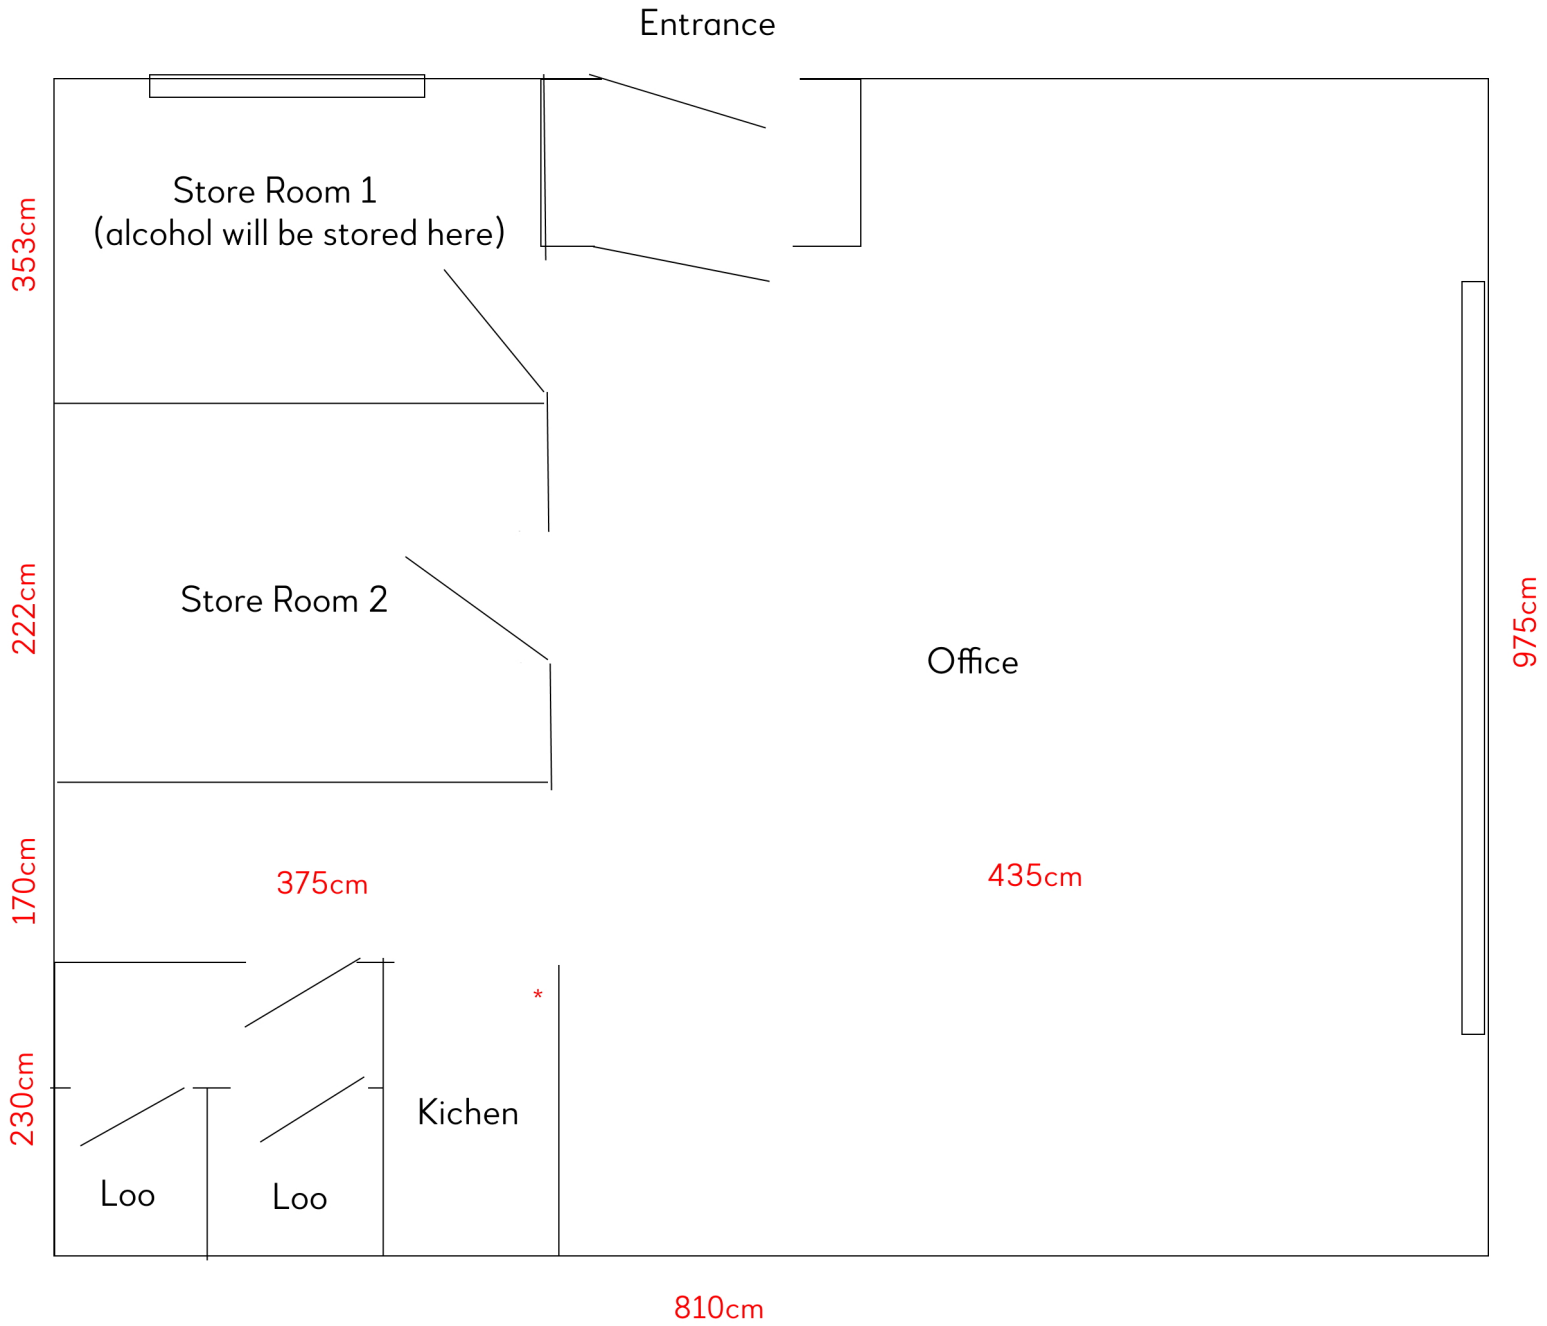 Entrance
Store Room 1
(alcohol will be stored here)
353cm
Store Room 2
222cm
Office
975cm
170cm
375cm
435cm
*
230cm
Kichen
Loo
Loo
810cm